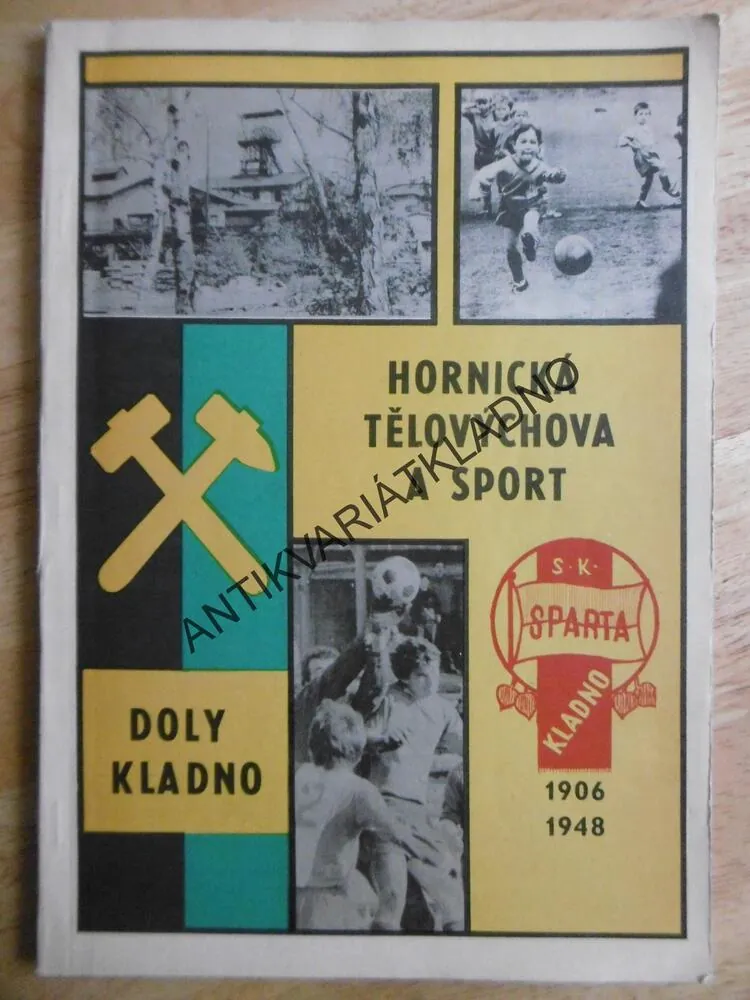 HORNICKÁ
TĚLOVÝCHOVA
A SPORT
ANTIKVARIÁTKLADNO
S·K·
SPARTA
KLADNO
DOLY
KLADNO
1906
1948